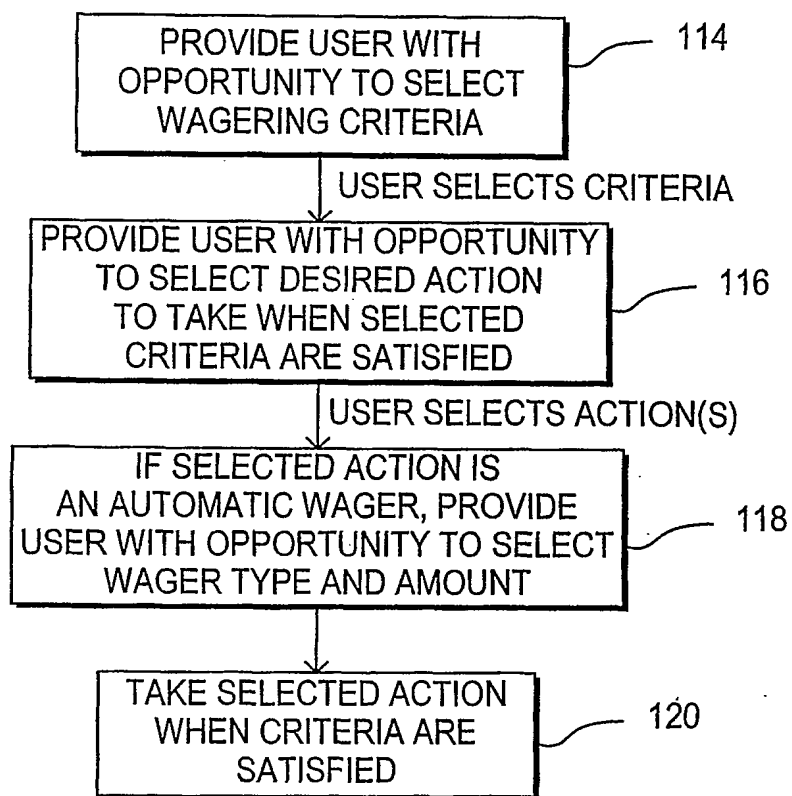 PROVIDE USER WITH
OPPORTUNITY TO SELECT
WAGERING CRITERIA
114
USER SELECTS CRITERIA
PROVIDE USER WITH OPPORTUNITY
TO SELECT DESIRED ACTION
TO TAKE WHEN SELECTED
CRITERIA ARE SATISFIED
116
USER SELECTS ACTION(S)
IF SELECTED ACTION IS
AN AUTOMATIC WAGER, PROVIDE
USER WITH OPPORTUNITY TO SELECT
WAGER TYPE AND AMOUNT
118
TAKE SELECTED ACTION
WHEN CRITERIA ARE
SATISFIED
120